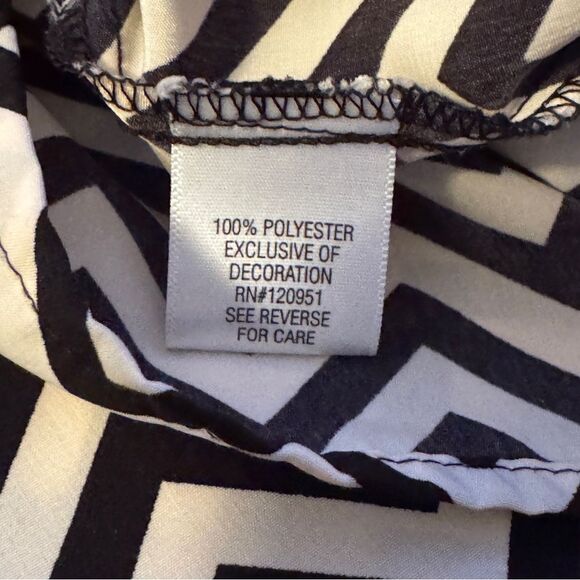 100% POLYESTER
EXCLUSIVE OF
DECORATION
RN#120951
SEE REVERSE
FOR CARE